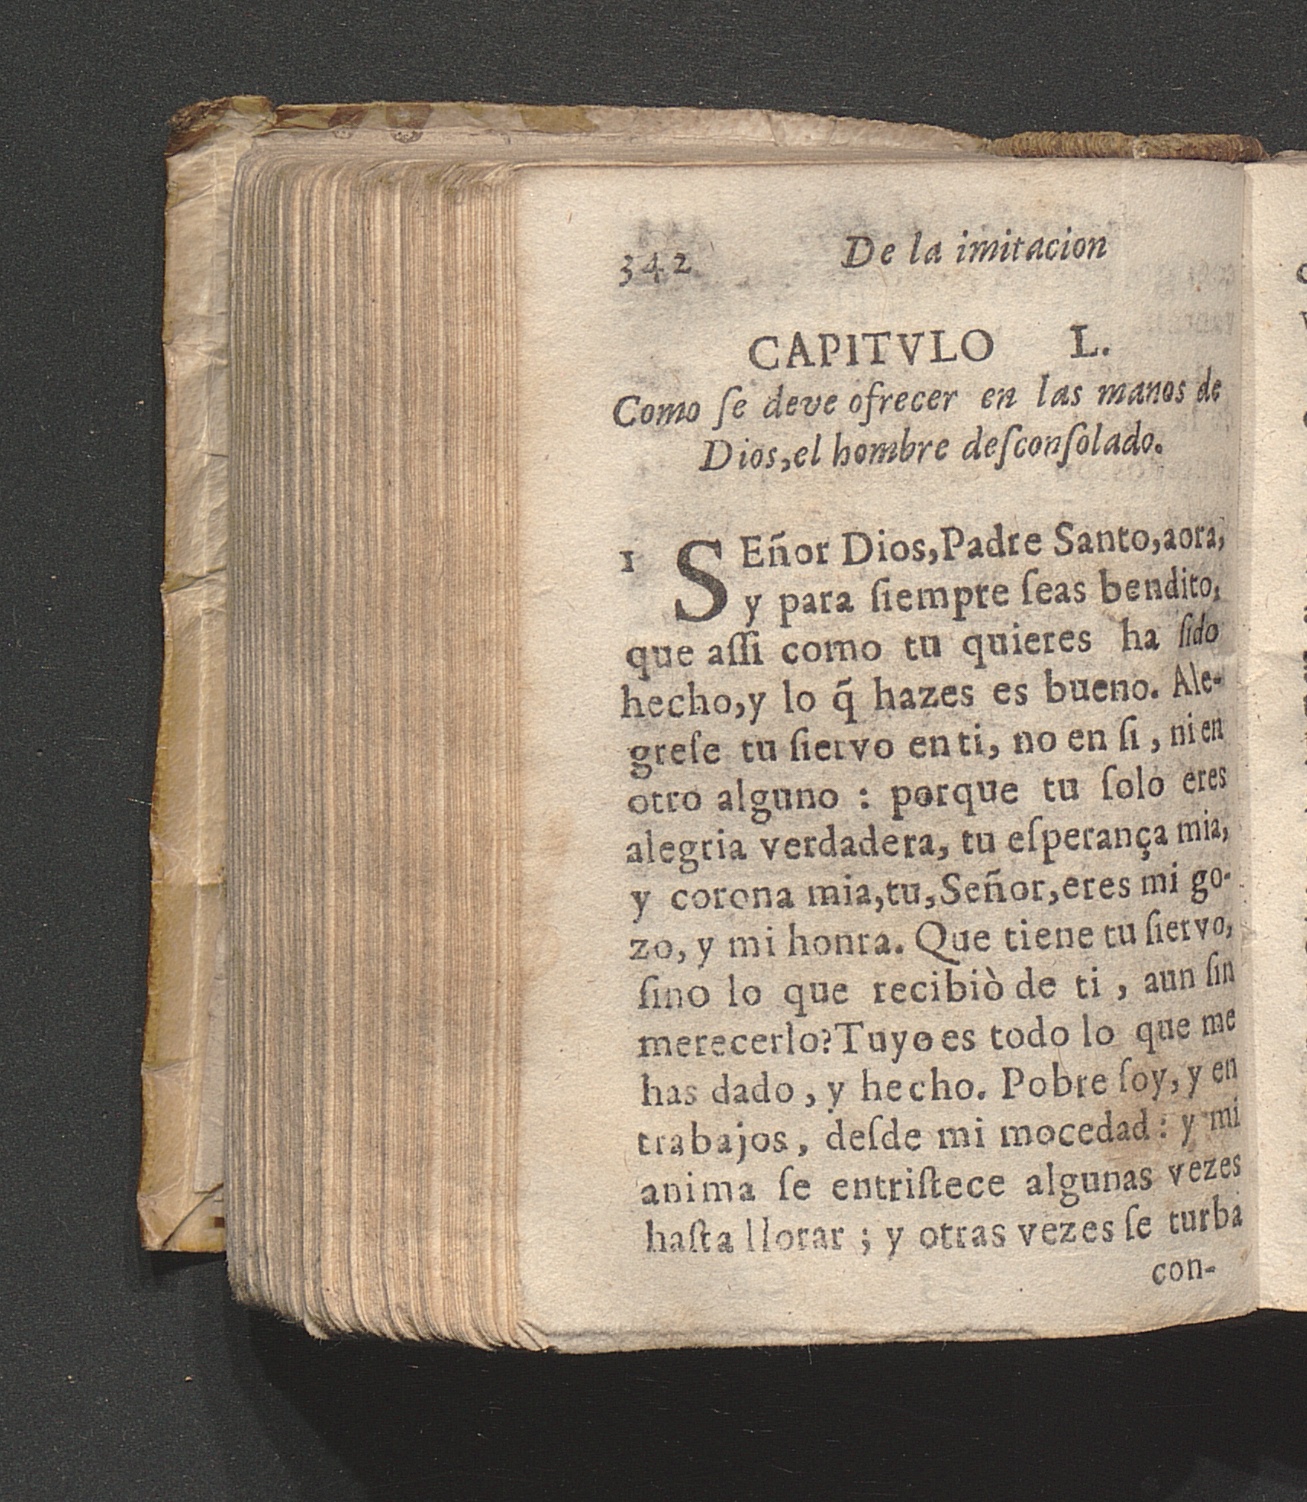 342 De la imitacion
CAPITVLO L.
Como ſe deve ofrecer en las manos de
Dios,el hombre deſconſolado.
1 SEñor Dios,Padre Santo,aora,
y para ſiempre ſeas bendito,
que aſſi como tu quieres ha ſido
hecho,y lo q̃ hazes es bueno. Ale-
greſe tu ſiervo en ti, no en ſi, ni en
otro alguno : porque tu ſolo eres
alegria verdadera, tu eſperança mia,
y corona mia,tu,Señor,eres mi go-
zo, y mi honra. Que tiene tu ſiervo,
ſino lo que recibiò de ti, aun ſin
merecerlo?Tuyo es todo lo que me
has dado, y hecho. Pobre ſoy, y en
trabajos, deſde mi mocedad: y mi
anima ſe entriſtece algunas vezes
haſta llorar ; y otras vezes ſe turba
con-